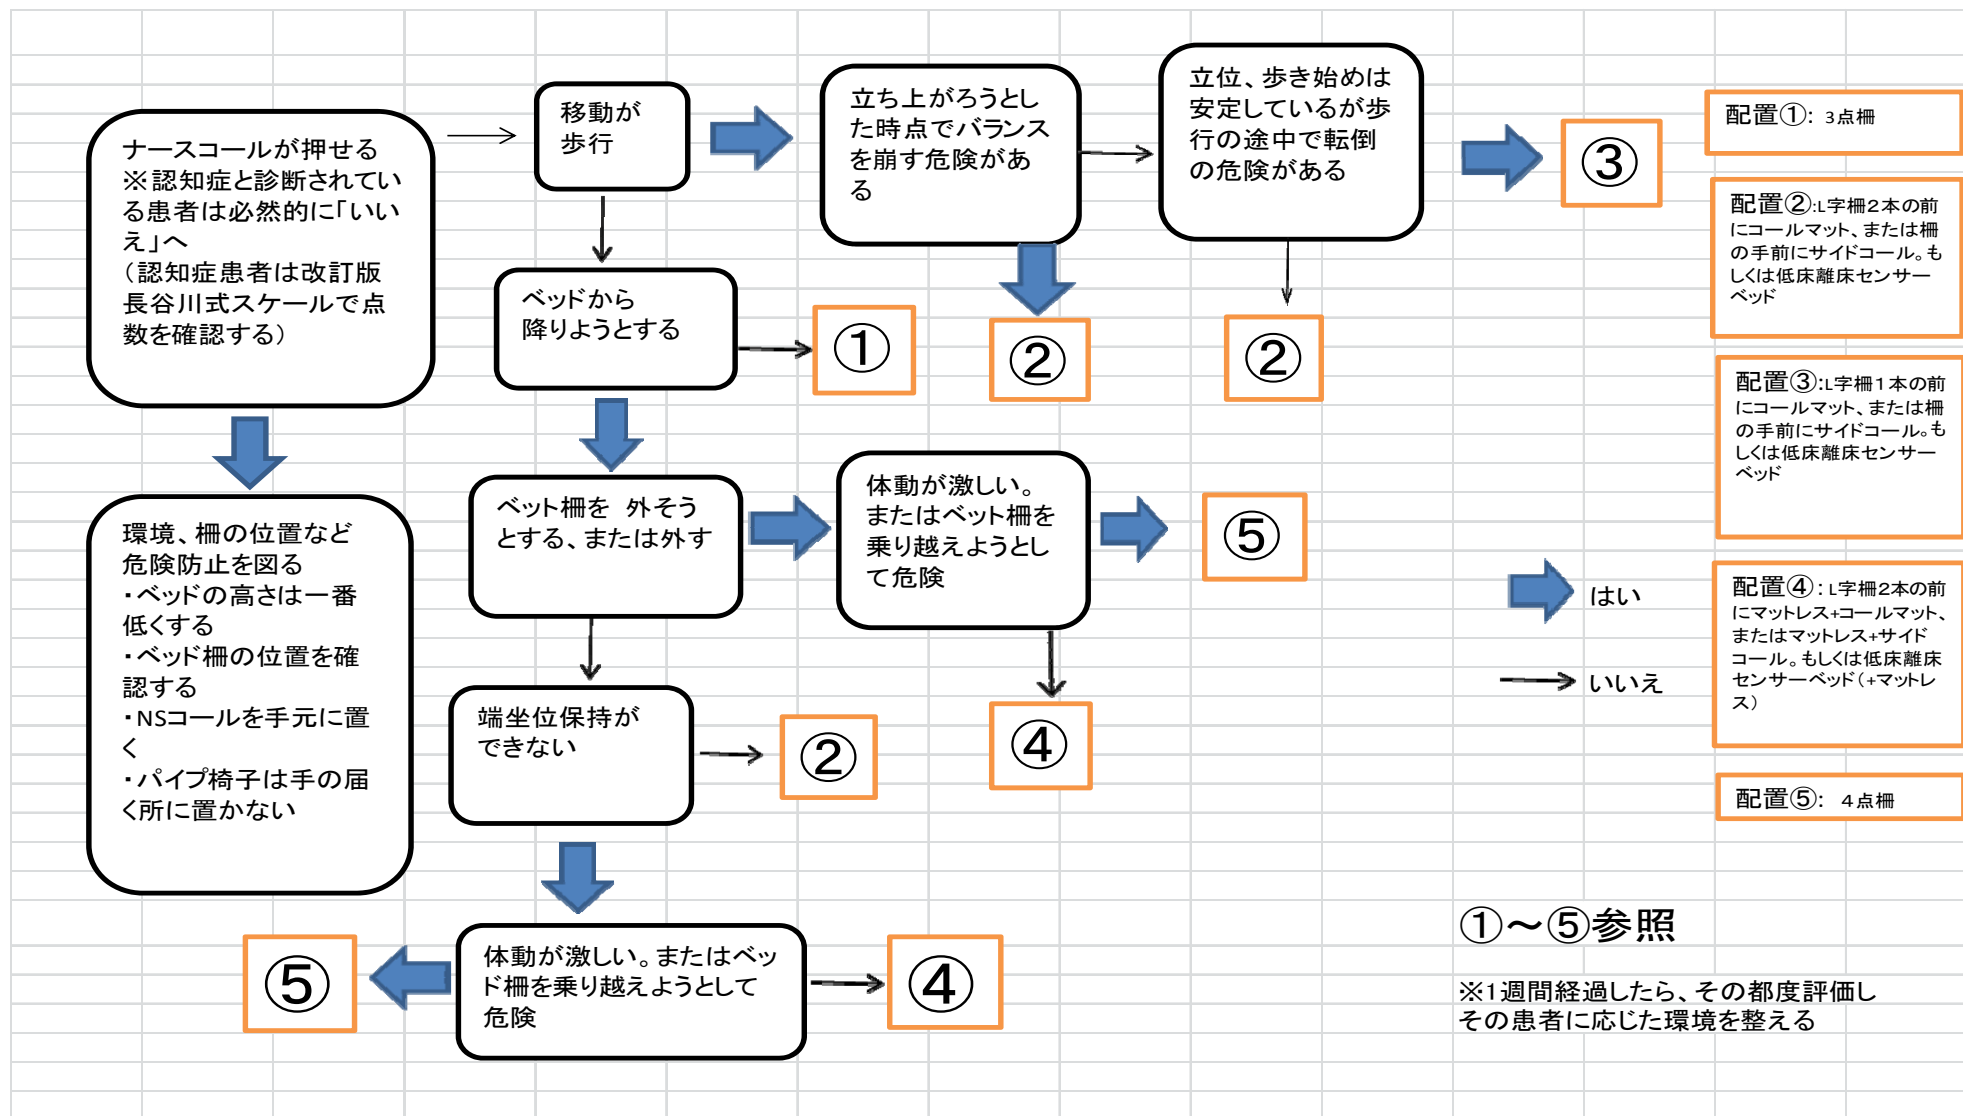 ナースコールが押せる
※認知症と診断されてい
る患者は必然的に「いい
え」へ
（認知症患者は改訂版
長谷川式スケールで点
数を確認する）
移動が
歩行
立ち上がろうとし
た時点でバランス
を崩す危険があ
る
立位、歩き始めは
安定しているが歩
行の途中で転倒
の危険がある
③
ベッドから
降りようとする
①
②
②
環境、柵の位置など
危険防止を図る
・ベッドの高さは一番
低くする
・ベッド柵の位置を確
認する
・NSコールを手元に置
く
・パイプ椅子は手の届
く所に置かない
ベット柵を 外そう
とする、または外す
体動が激しい。
またはベット柵を
乗り越えようとし
て危険
⑤
端坐位保持が
できない
②
④
⑤
体動が激しい。またはベッ
ド柵を乗り越えようとして
危険
④
配置①: 3点柵
配置②:L字柵2本の前
にコールマット、または柵
の手前にサイドコール。も
しくは低床離床センサー
ベッド
配置③:L字柵1本の前
にコールマット、または柵
の手前にサイドコール。も
しくは低床離床センサー
ベッド
配置④: L字柵2本の前
にマットレス+コールマット、
またはマットレス+サイド
コール。もしくは低床離床
センサーベッド(+マットレ
ス)
配置⑤: 4点柵
はい
いいえ
①～⑤参照
※1週間経過したら、その都度評価し
その患者に応じた環境を整える